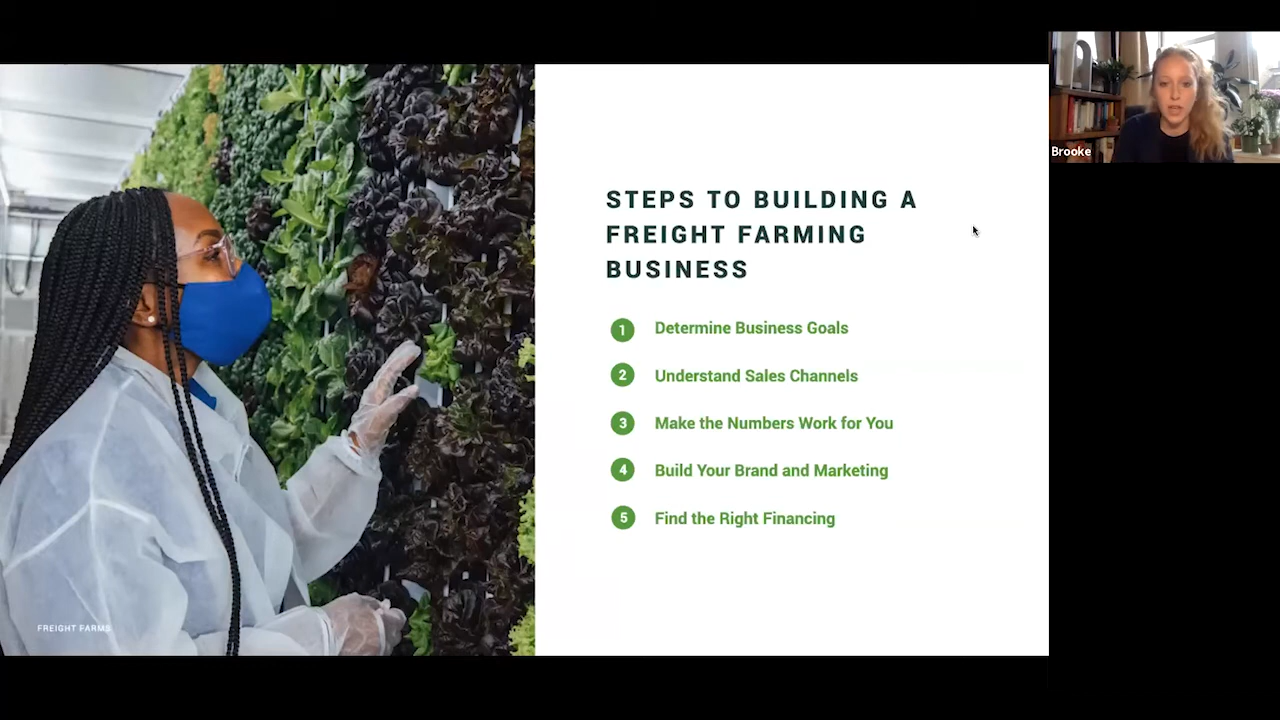 Brooke
STEPS TO BUILDING A
FREIGHT FARMING
BUSINESS
1 Determine Business Goals
2 Understand Sales Channels
3 Make the Numbers Work for You
4 Build Your Brand and Marketing
5 Find the Right Financing
FREIGHT FARMS